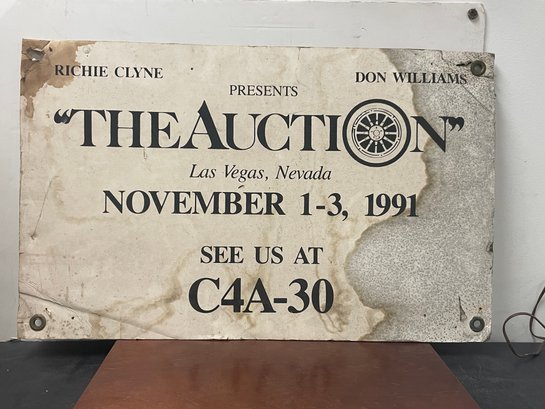 RICHIE CLYNE DON WILLIAMS
PRESENTS
"THE AUCTION"
Las Vegas, Nevada
NOVEMBER 1-3, 1991
SEE US AT
C4A-30